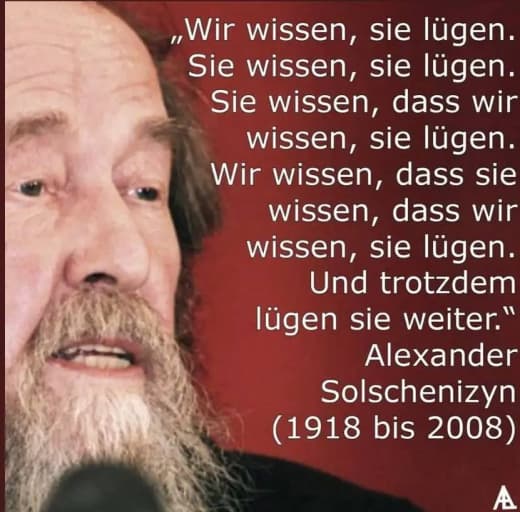 „Wir wissen, sie lügen.
Sie wissen, sie lügen.
Sie wissen, dass wir
wissen, sie lügen.
Wir wissen, dass sie
wissen, dass wir
wissen, sie lügen.
Und trotzdem
lügen sie weiter.“
Alexander
Solschenizyn
(1918 bis 2008)